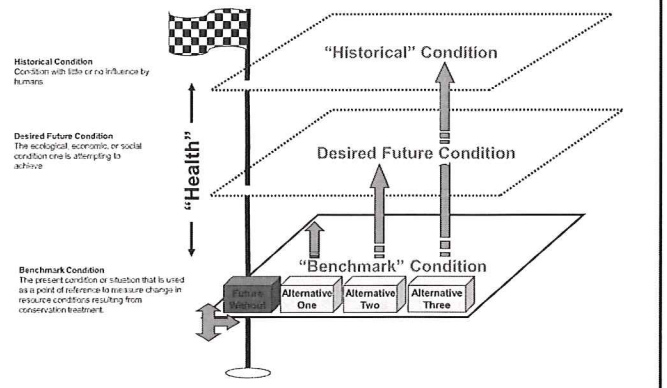 Historical Condition
Condition with little or no influence by
humans
Desired Future Condition
The ecological, economic, or social
condition one is attempting to
achieve
Benchmark Condition
The present condition or situation that is used
as a point of reference to measure change in
resource conditions resulting from
conservation treatment.
"Health"
"Historical" Condition
Desired Future Condition
"Benchmark" Condition
Future
Without
Alternative
One
Alternative
Two
Alternative
Three